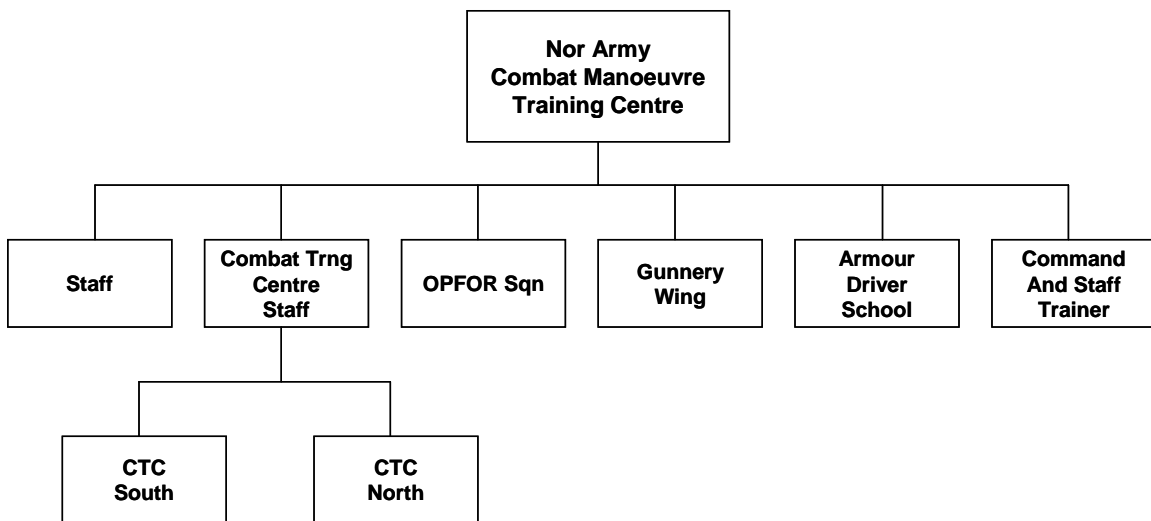 Nor Army
Combat Manoeuvre
Training Centre
Staff
Combat Trng
Centre
Staff
OPFOR Sqn
Gunnery
Wing
Armour
Driver
School
Command
And Staff
Trainer
CTC
South
CTC
North